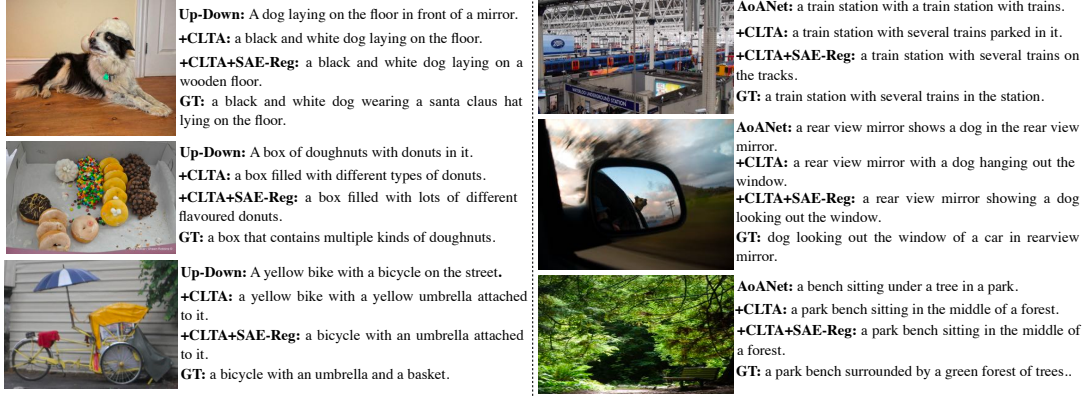 Up-Down: A dog laying on the floor in front of a mirror.
+CLTA: a black and white dog laying on the floor.
+CLTA+SAE-Reg: a black and white dog laying on a
wooden floor.
GT: a black and white dog wearing a santa claus hat
lying on the floor.
Up-Down: A box of doughnuts with donuts in it.
+CLTA: a box filled with different types of donuts.
+CLTA+SAE-Reg: a box filled with lots of different
flavoured donuts.
GT: a box that contains multiple kinds of doughnuts.
Up-Down: A yellow bike with a bicycle on the street.
+CLTA: a yellow bike with a yellow umbrella attached
to it.
+CLTA+SAE-Reg: a bicycle with an umbrella attached
to it.
GT: a bicycle with an umbrella and a basket.
AoANet: a train station with a train station with trains.
+CLTA: a train station with several trains parked in it.
+CLTA+SAE-Reg: a train station with several trains on
the tracks.
GT: a train station with several trains in the station.
AoANet: a rear view mirror shows a dog in the rear view
mirror.
+CLTA: a rear view mirror with a dog hanging out the
window.
+CLTA+SAE-Reg: a rear view mirror showing a dog
looking out the window.
GT: dog looking out the window of a car in rearview
mirror.
AoANet: a bench sitting under a tree in a park.
+CLTA: a park bench sitting in the middle of a forest.
+CLTA+SAE-Reg: a park bench sitting in the middle of
a forest.
GT: a park bench surrounded by a green forest of trees..